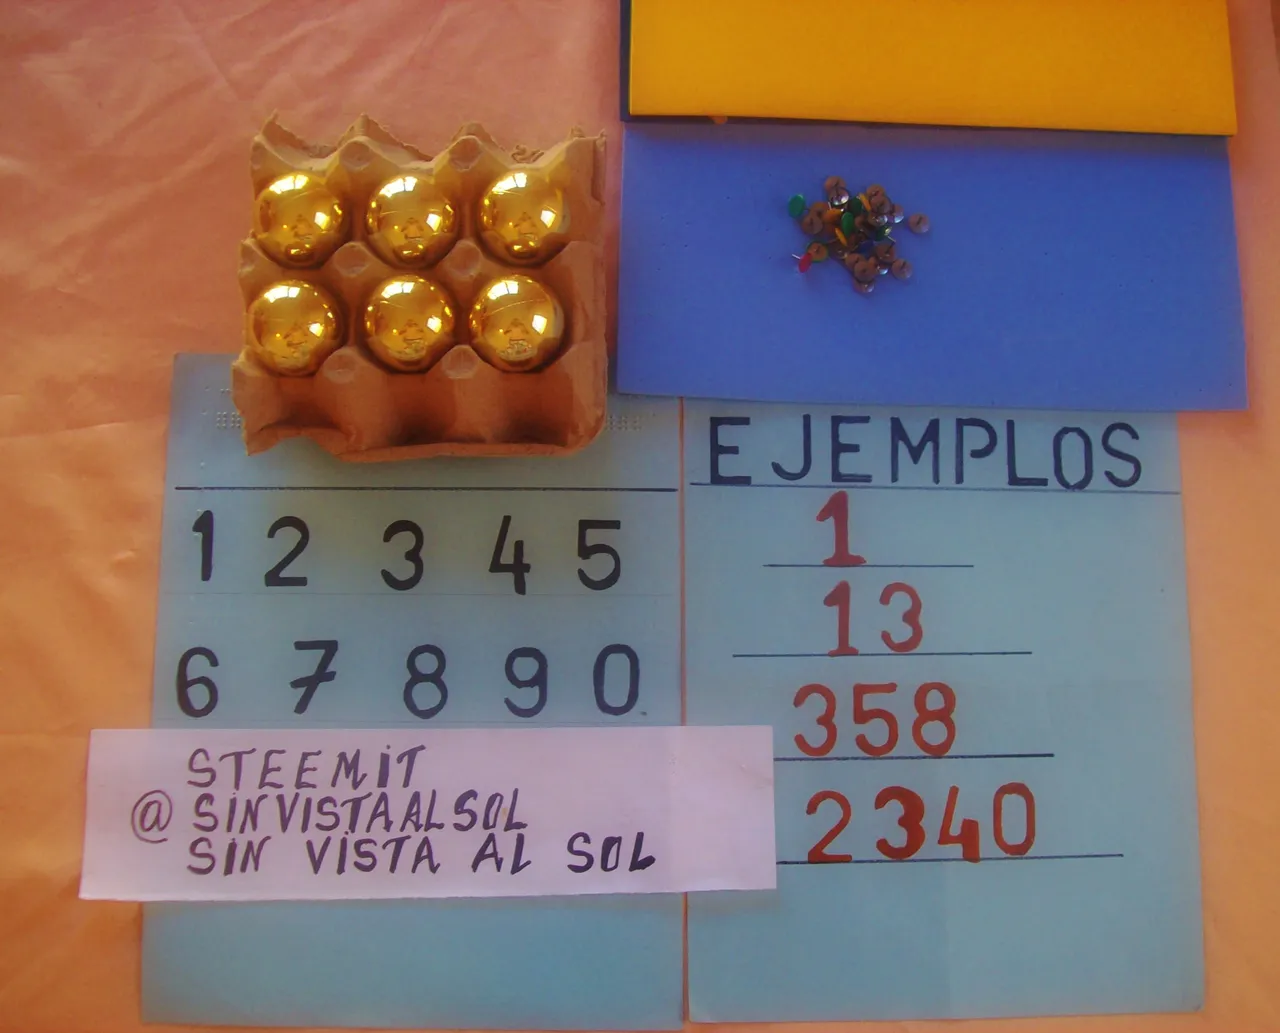 1 2 3 4 5
6 7 8 9 0
STEEMiT
@ SINVISTAALSOL
SIN VISTA AL SOL
EJEMPLOS
1
13
358
2340